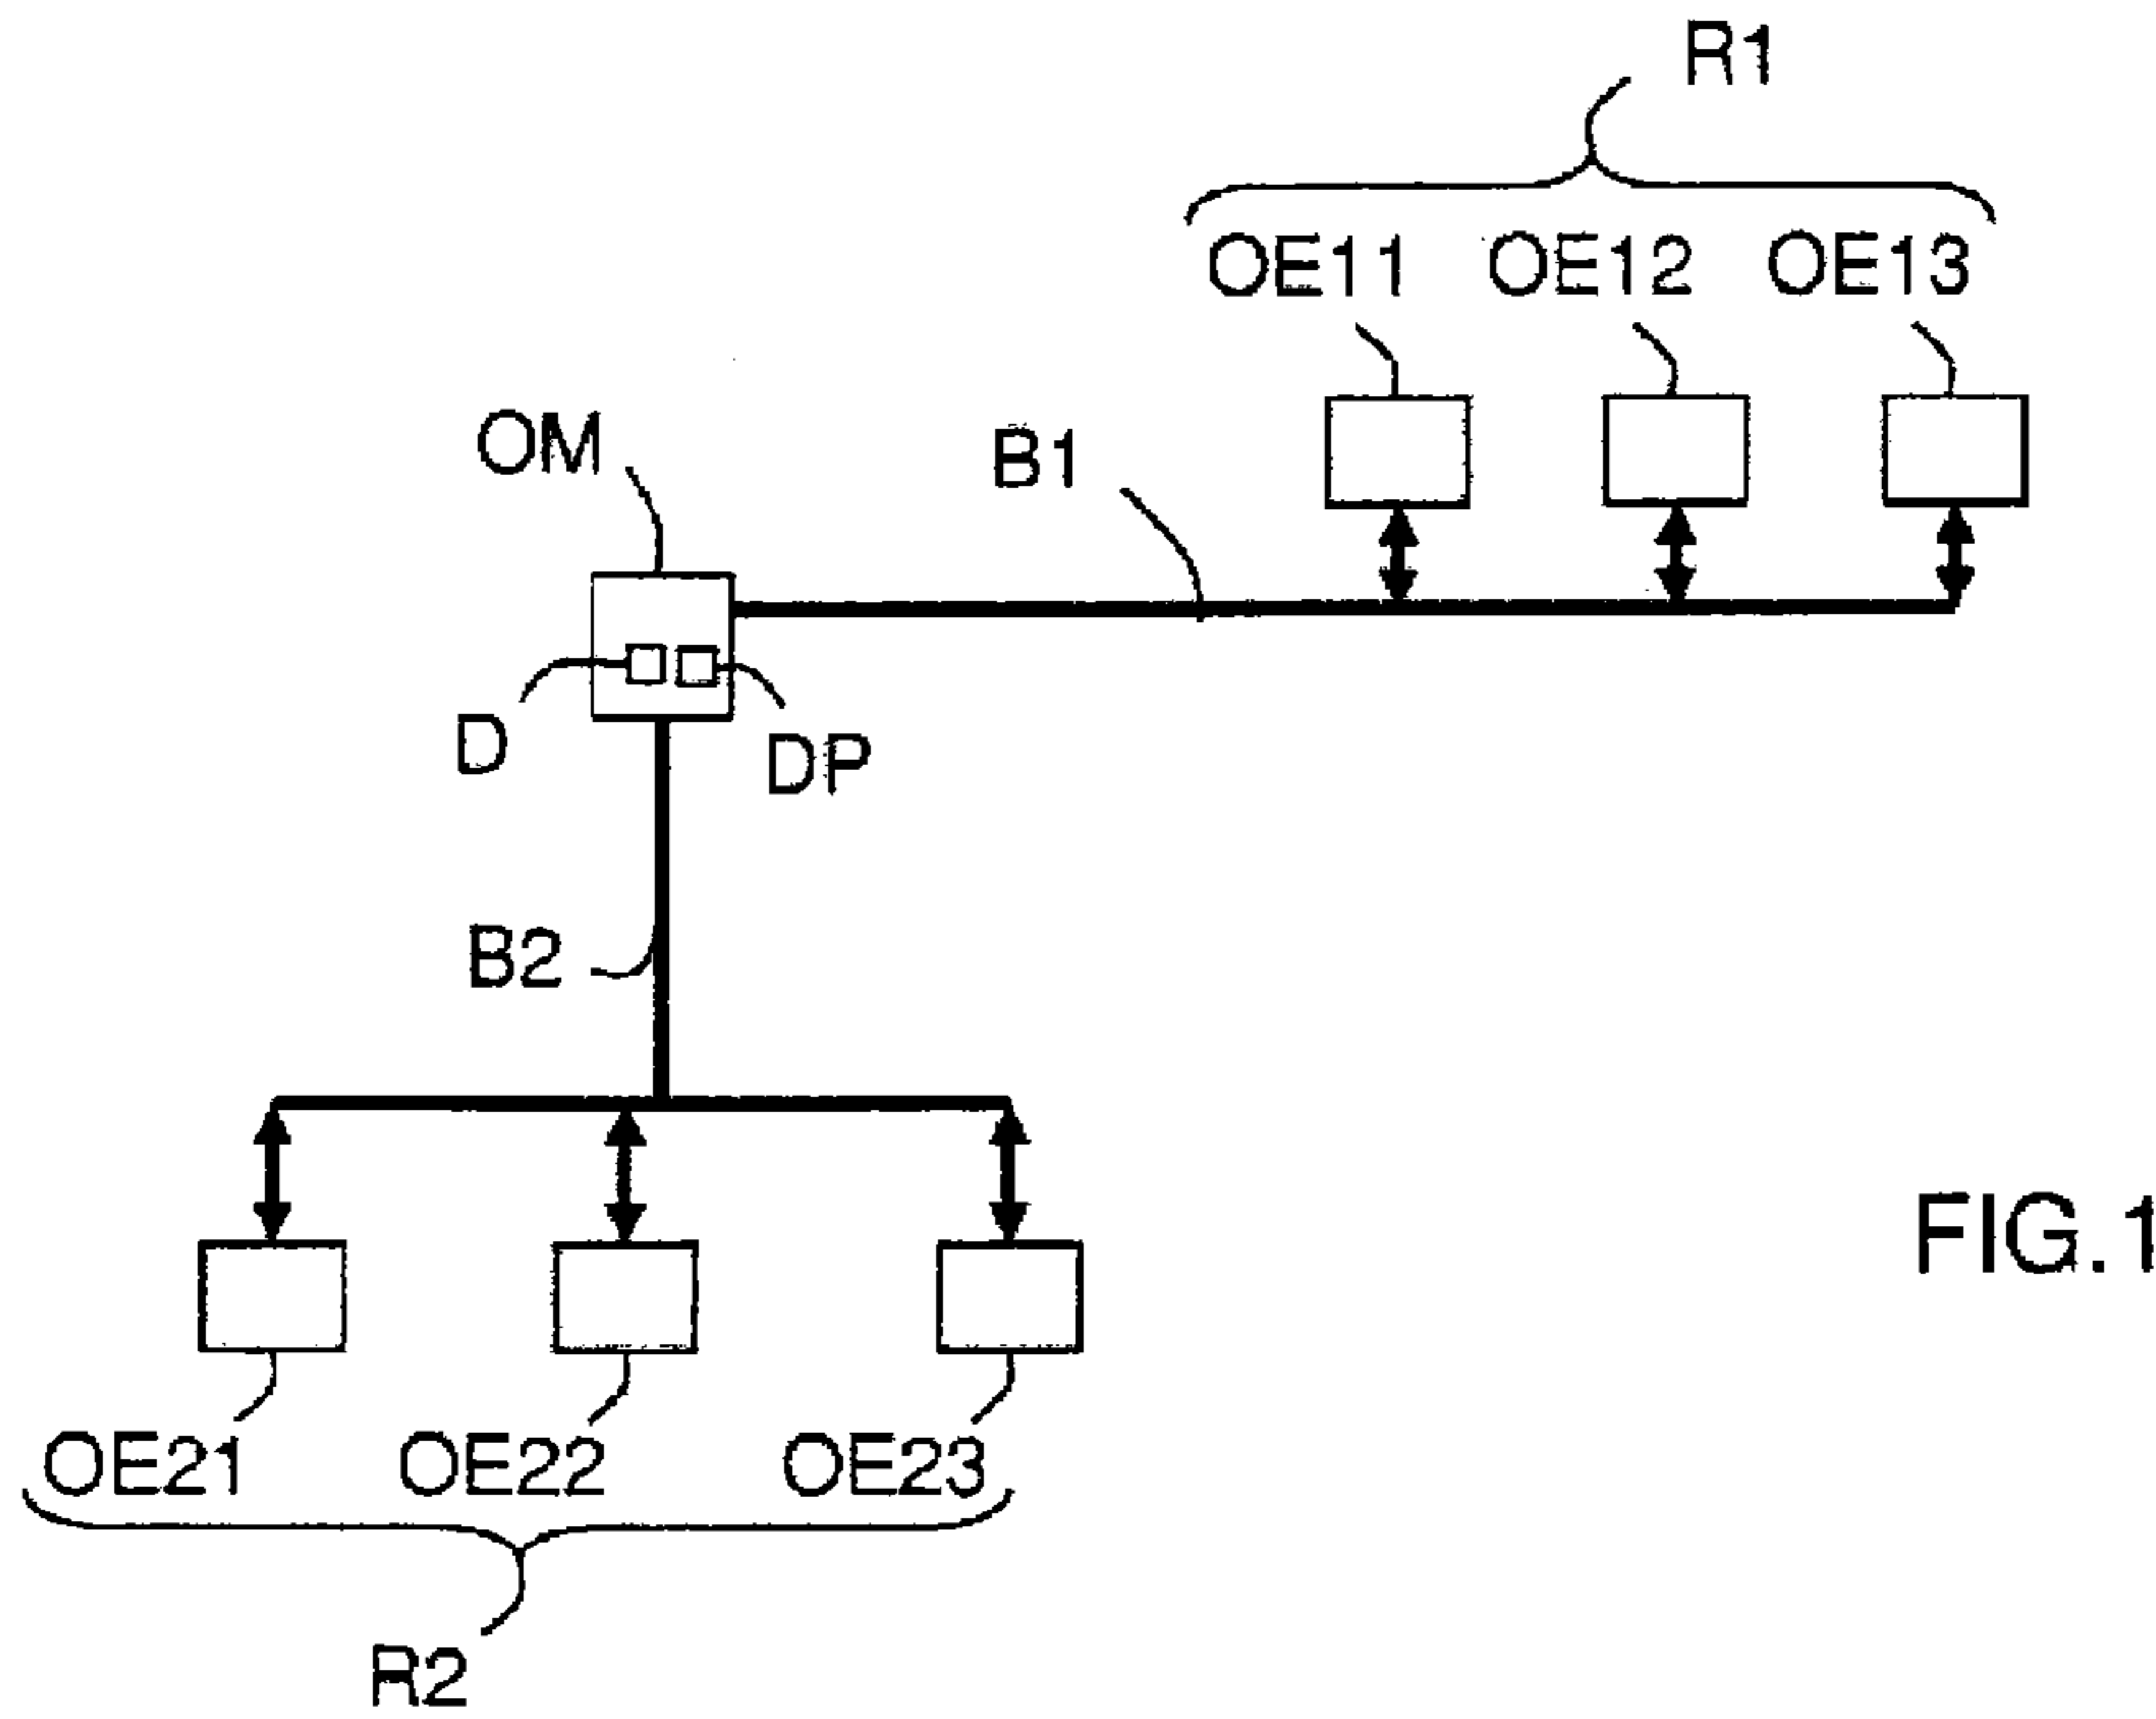 R1
OE11 OE12 OE13
OM
B1
D
DP
B2
FIG.1
OE21 OE22 OE23
R2